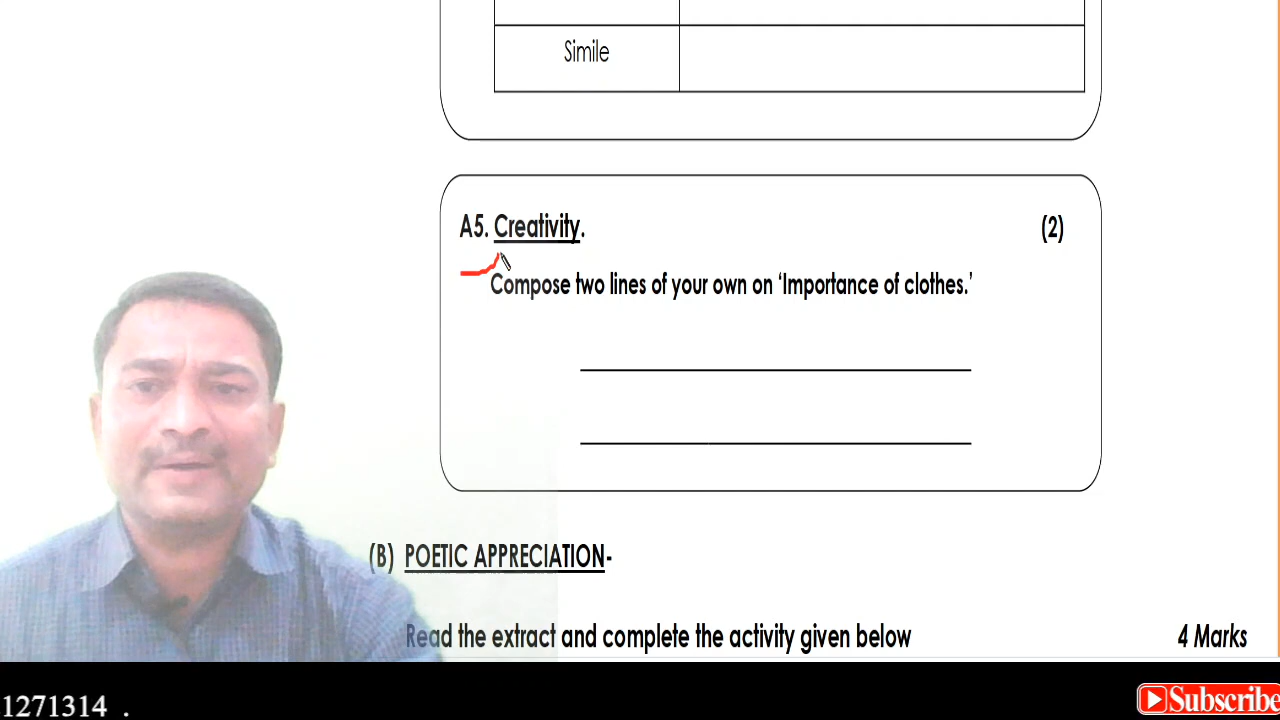 Simile
A5. Creativity. (2)
Compose two lines of your own on ‘Importance of clothes.’
(B) POETIC APPRECIATION-
Read the extract and complete the activity given below 4 Marks
1271314 .
Subscribe